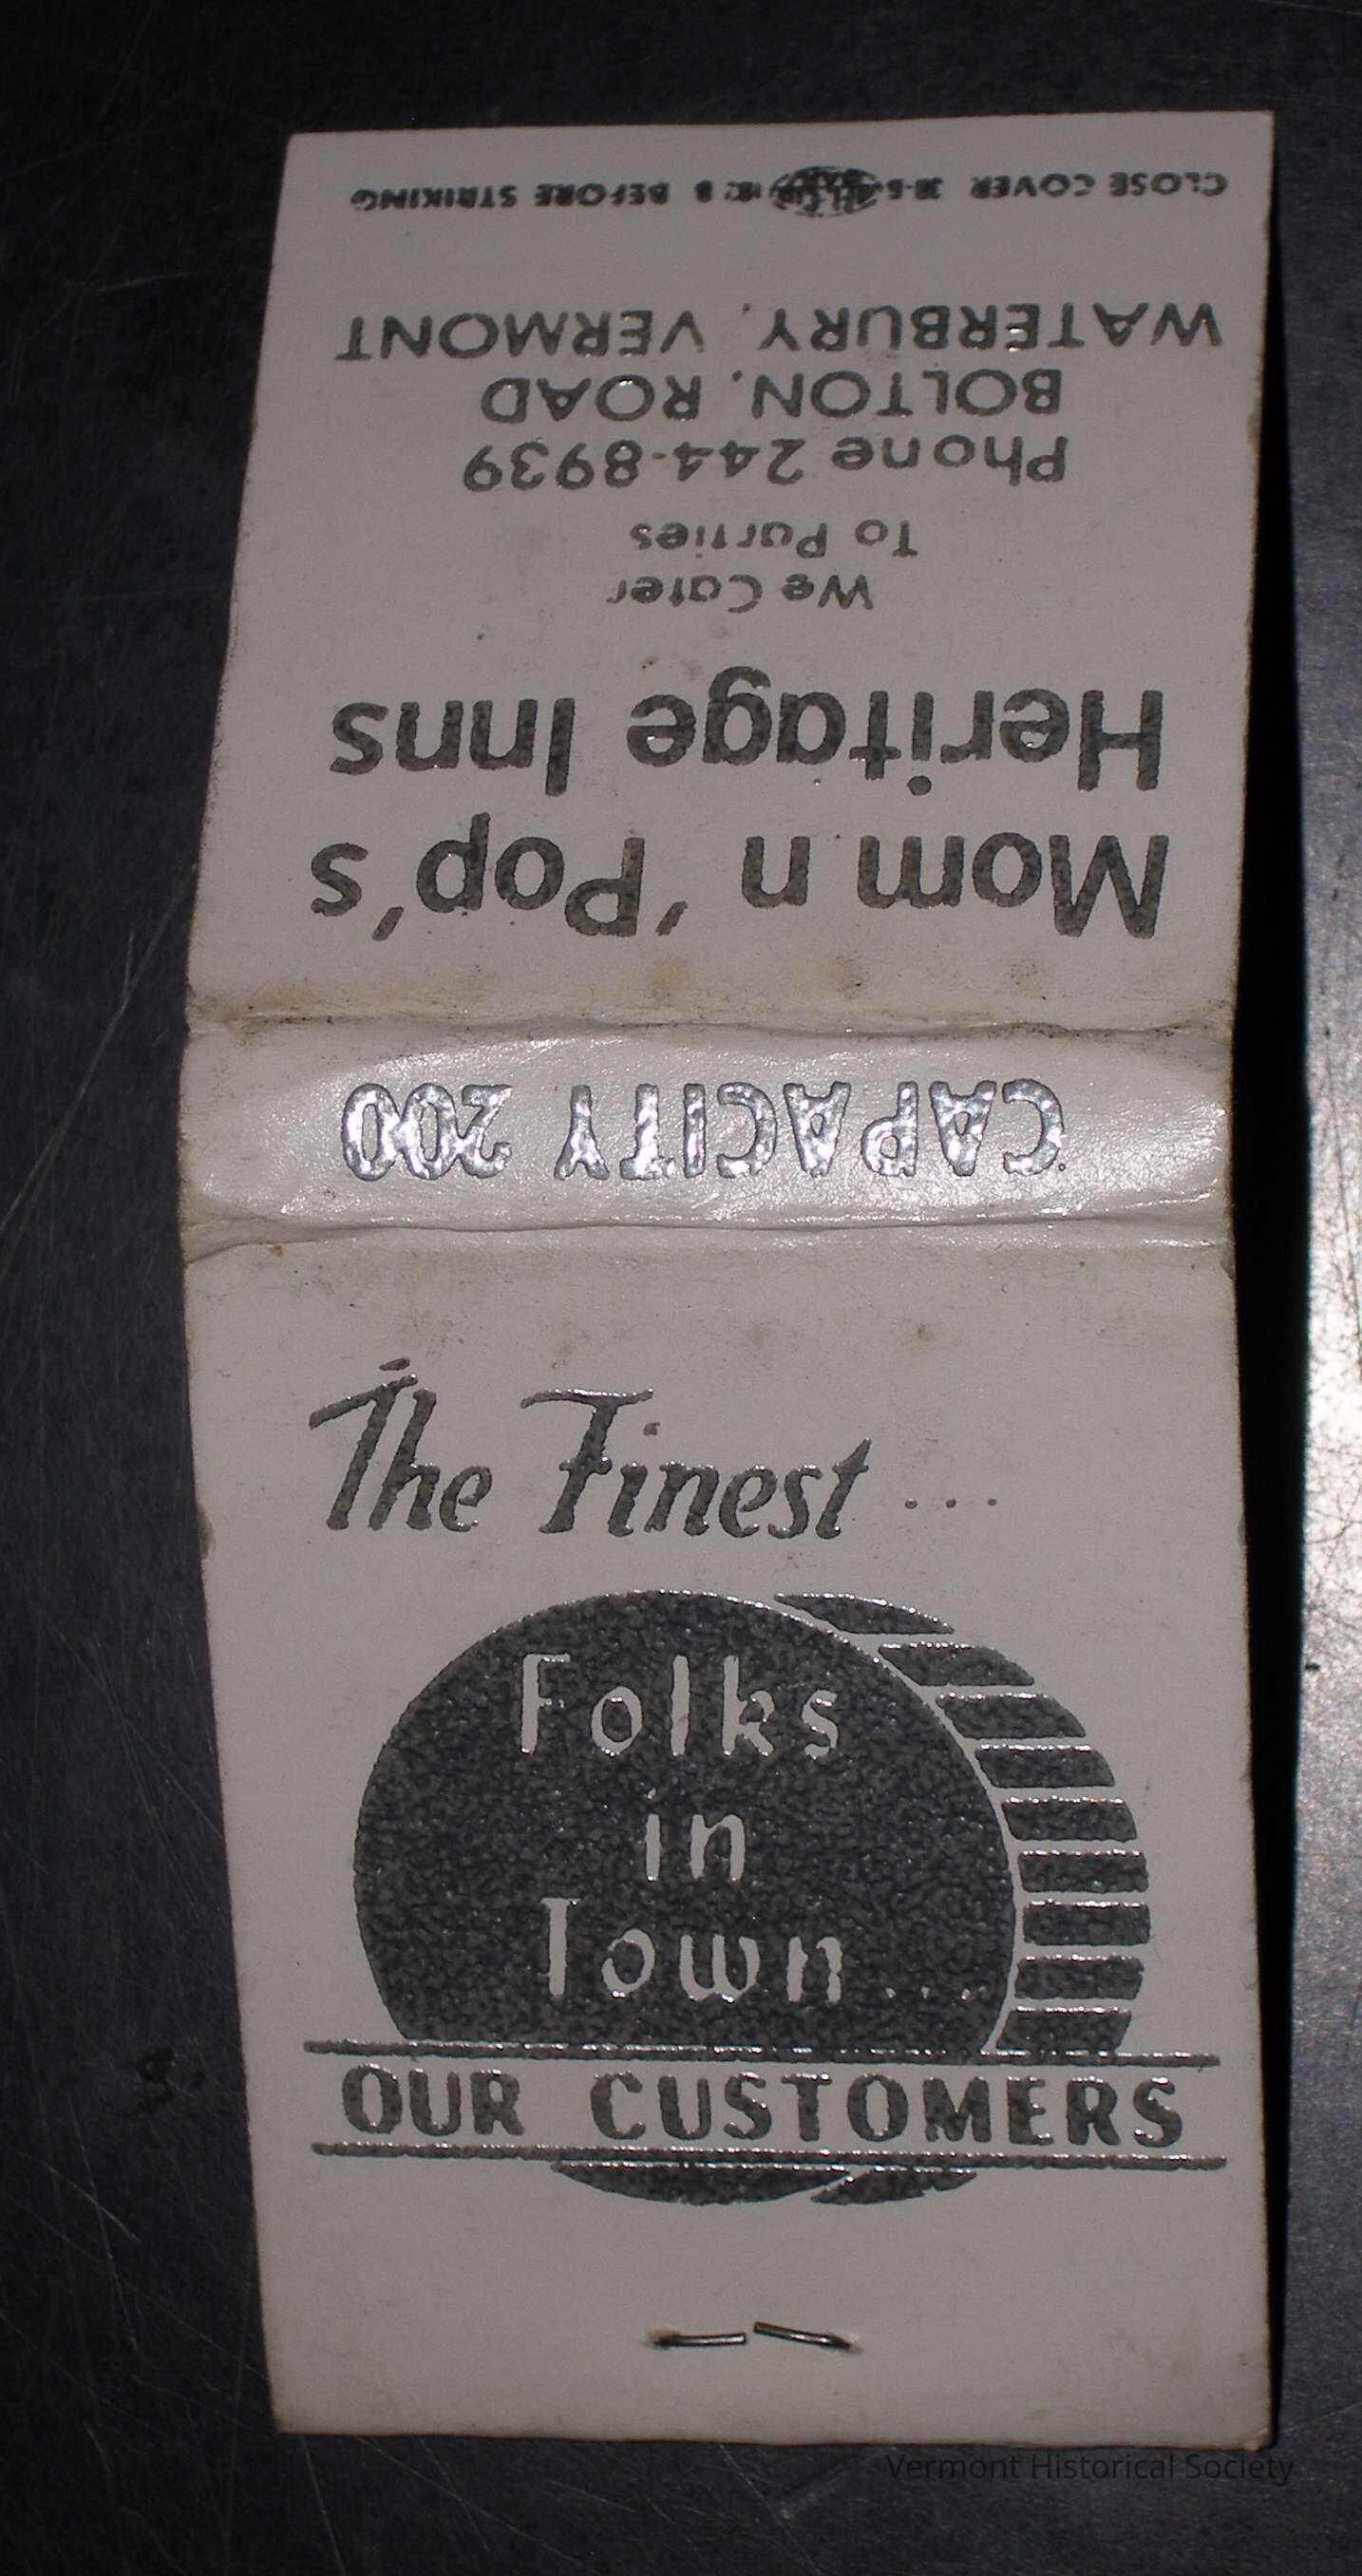 Mom n 'Pop's
Heritage Inns
We Cater
To Parties
Phone 244-8939
BOLTON, ROAD
WATERBURY, VERMONT
CLOSE COVER BEFORE STRIKING
CAPACITY 200
The Finest ...
Folks
in
Town...
OUR CUSTOMERS
Vermont Historical Society